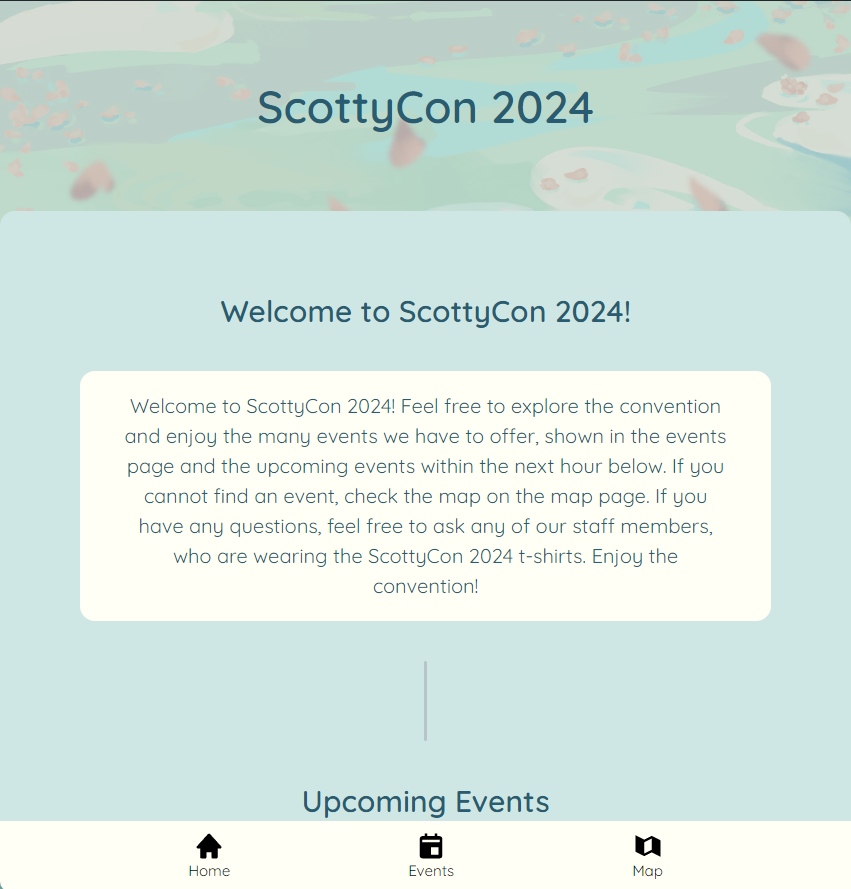 ScottyCon 2024
Welcome to ScottyCon 2024!
Welcome to ScottyCon 2024! Feel free to explore the convention
and enjoy the many events we have to offer, shown in the events
page and the upcoming events within the next hour below. If you
cannot find an event, check the map on the map page. If you
have any questions, feel free to ask any of our staff members,
who are wearing the ScottyCon 2024 t-shirts. Enjoy the
convention!
Upcoming Events
Home
Events
Map